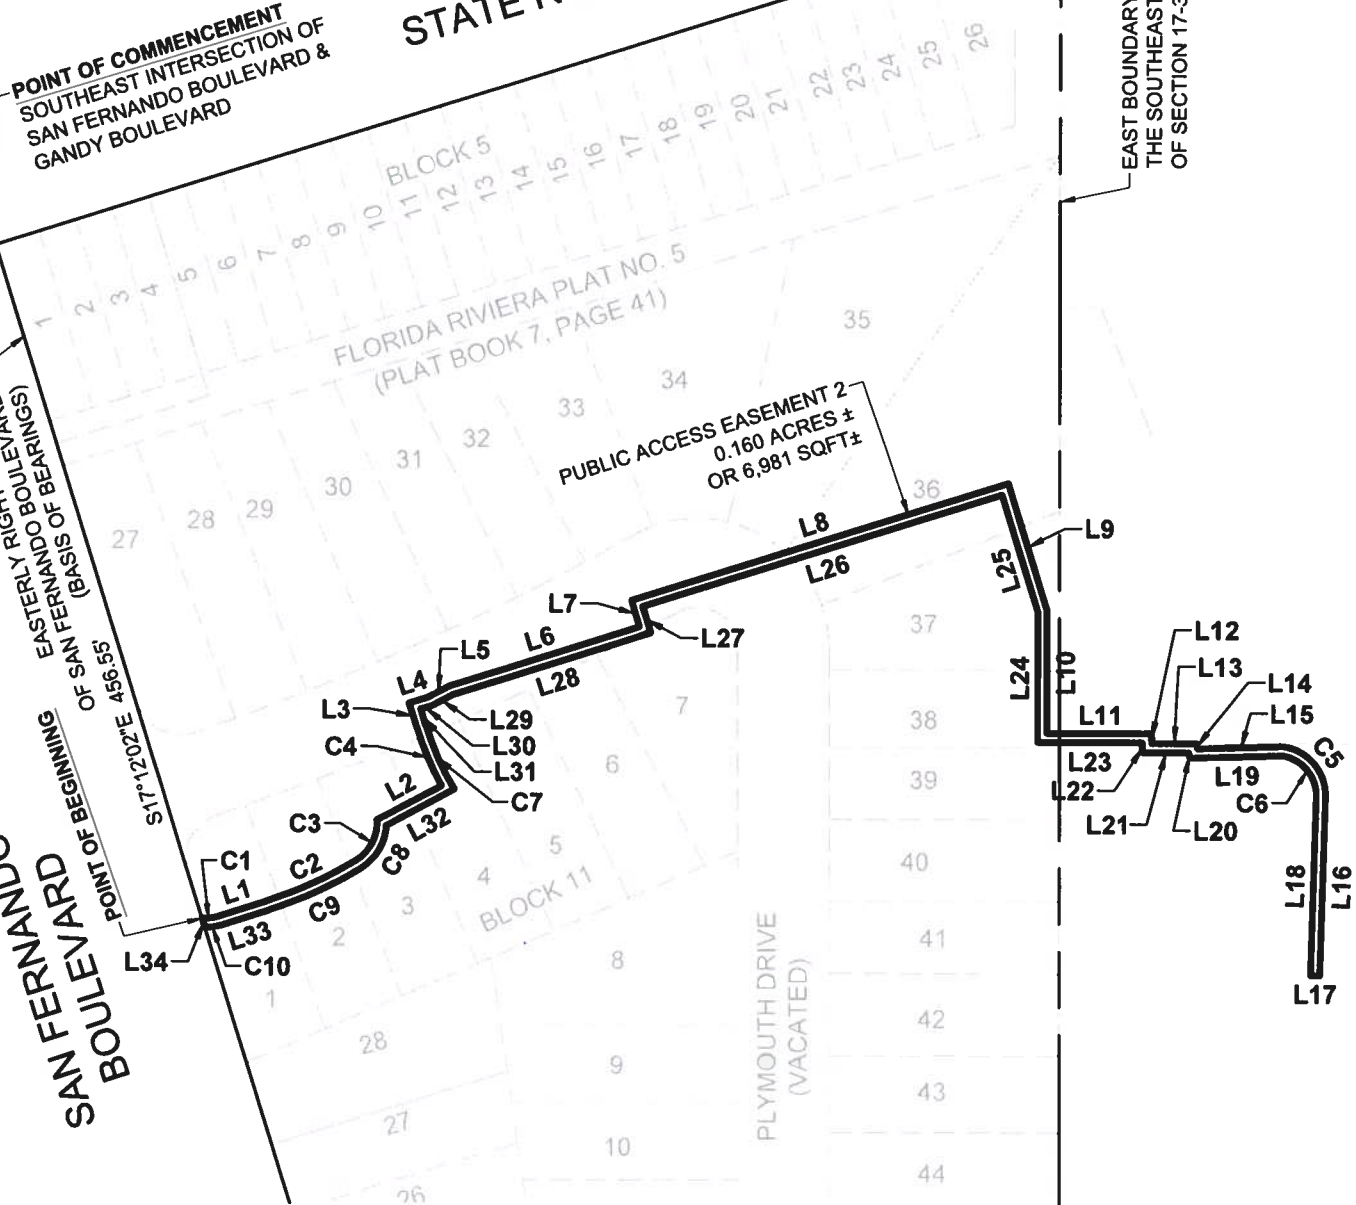 POINT OF COMMENCEMENT
SOUTHEAST INTERSECTION OF
SAN FERNANDO BOULEVARD &
GANDY BOULEVARD
STATE
EAST BOUNDARY
THE SOUTHEAST
OF SECTION 17-3
BLOCK 5
1
2
3
4
5
6
7
8
9
10
11
12
13
14
15
16
17
18
19
20
21
22
23
24
25
26
FLORIDA RIVIERA PLAT NO. 5
(PLAT BOOK 7, PAGE 41)
27
28
29
30
31
32
33
34
35
36
PUBLIC ACCESS EASEMENT 2
0.160 ACRES ±
OR 6,981 SQFT±
EASTERLY RIGHT
OF SAN FERNANDO BOULEVARD
(BASIS OF BEARINGS)
S17°12'02"E 456.55'
POINT OF BEGINNING
SAN FERNANDO
BOULEVARD
C1
L1
C2
C3
L2
C4
L3
L4
L5
L6
L7
L8
L9
L10
L11
L12
L13
L14
L15
C5
L16
L17
L18
C6
L19
L20
L21
L22
L23
L24
L25
L26
L27
L28
L29
L30
L31
C7
L32
C8
C9
L33
C10
L34
1
2
3
4
5
6
7
BLOCK 11
8
9
10
28
27
26
PLYMOUTH DRIVE
(VACATED)
37
38
39
40
41
42
43
44